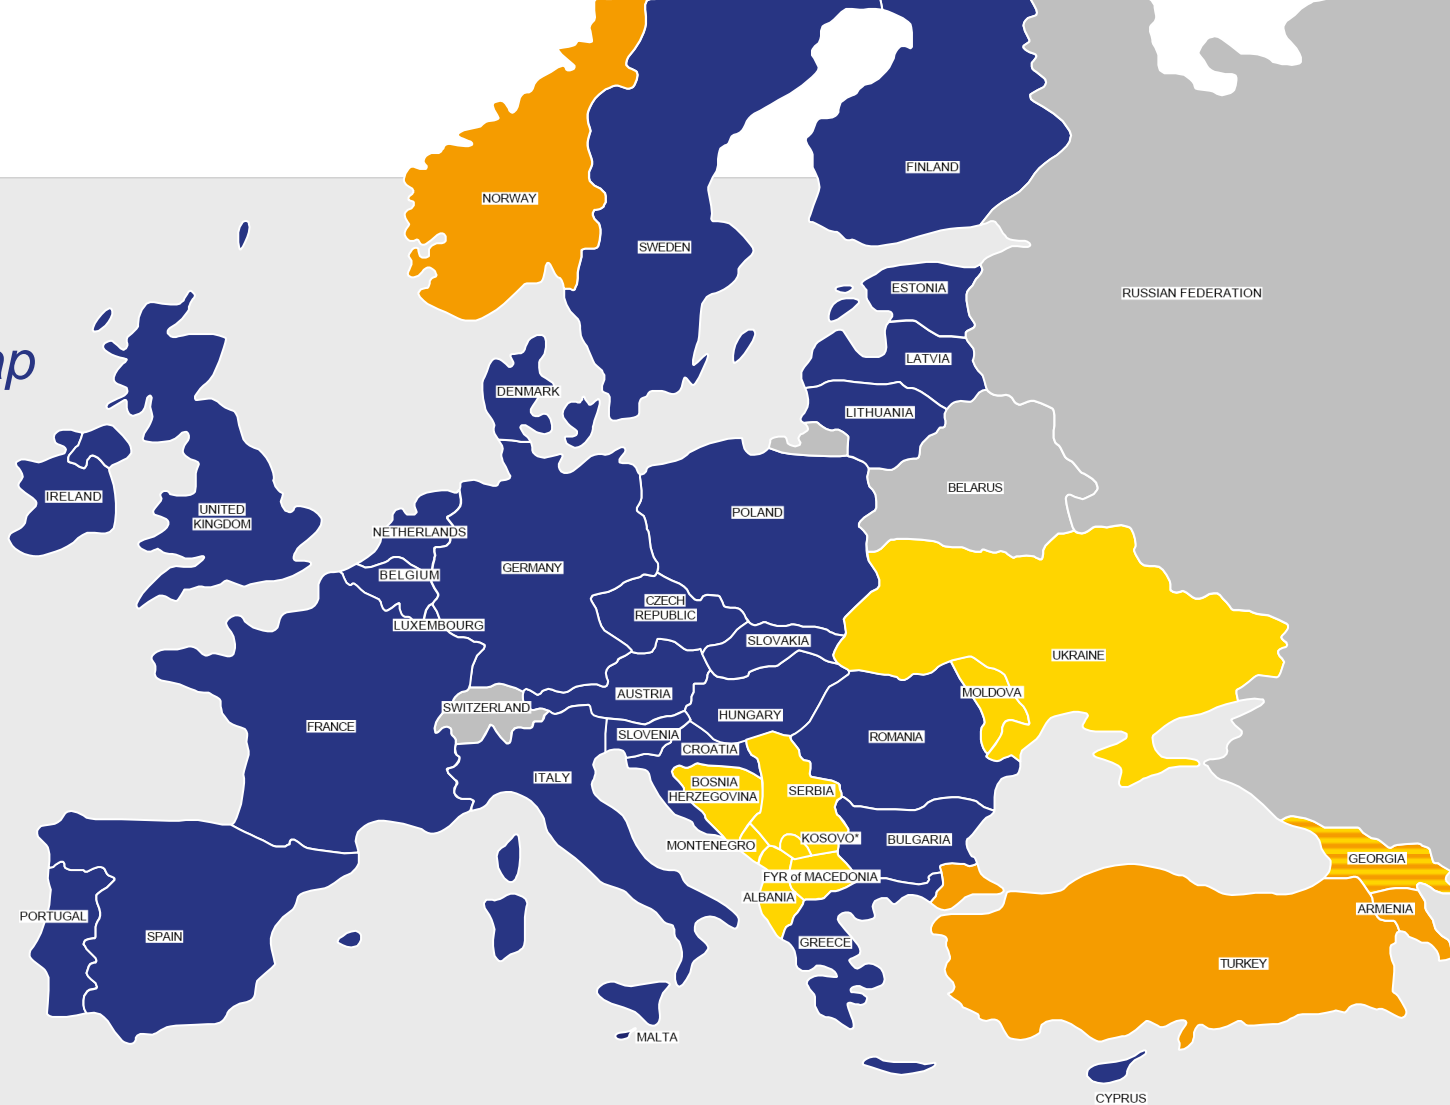 FINLAND
NORWAY
SWEDEN
ESTONIA
RUSSIAN FEDERATION
ap
LATVIA
DENMARK
LITHUANIA
IRELAND
BELARUS
UNITED
KINGDOM
POLAND
NETHERLANDS
GERMANY
BELGIUM
CZECH
REPUBLIC
LUXEMBOURG
SLOVAKIA
UKRAINE
AUSTRIA
MOLDOVA
SWITZERLAND
HUNGARY
FRANCE
SLOVENIA
ROMANIA
CROATIA
ITALY
BOSNIA
HERZEGOVINA
SERBIA
KOSOVO*
BULGARIA
MONTENEGRO
GEORGIA
FYR of MACEDONIA
ALBANIA
ARMENIA
PORTUGAL
SPAIN
GREECE
TURKEY
MALTA
CYPRUS